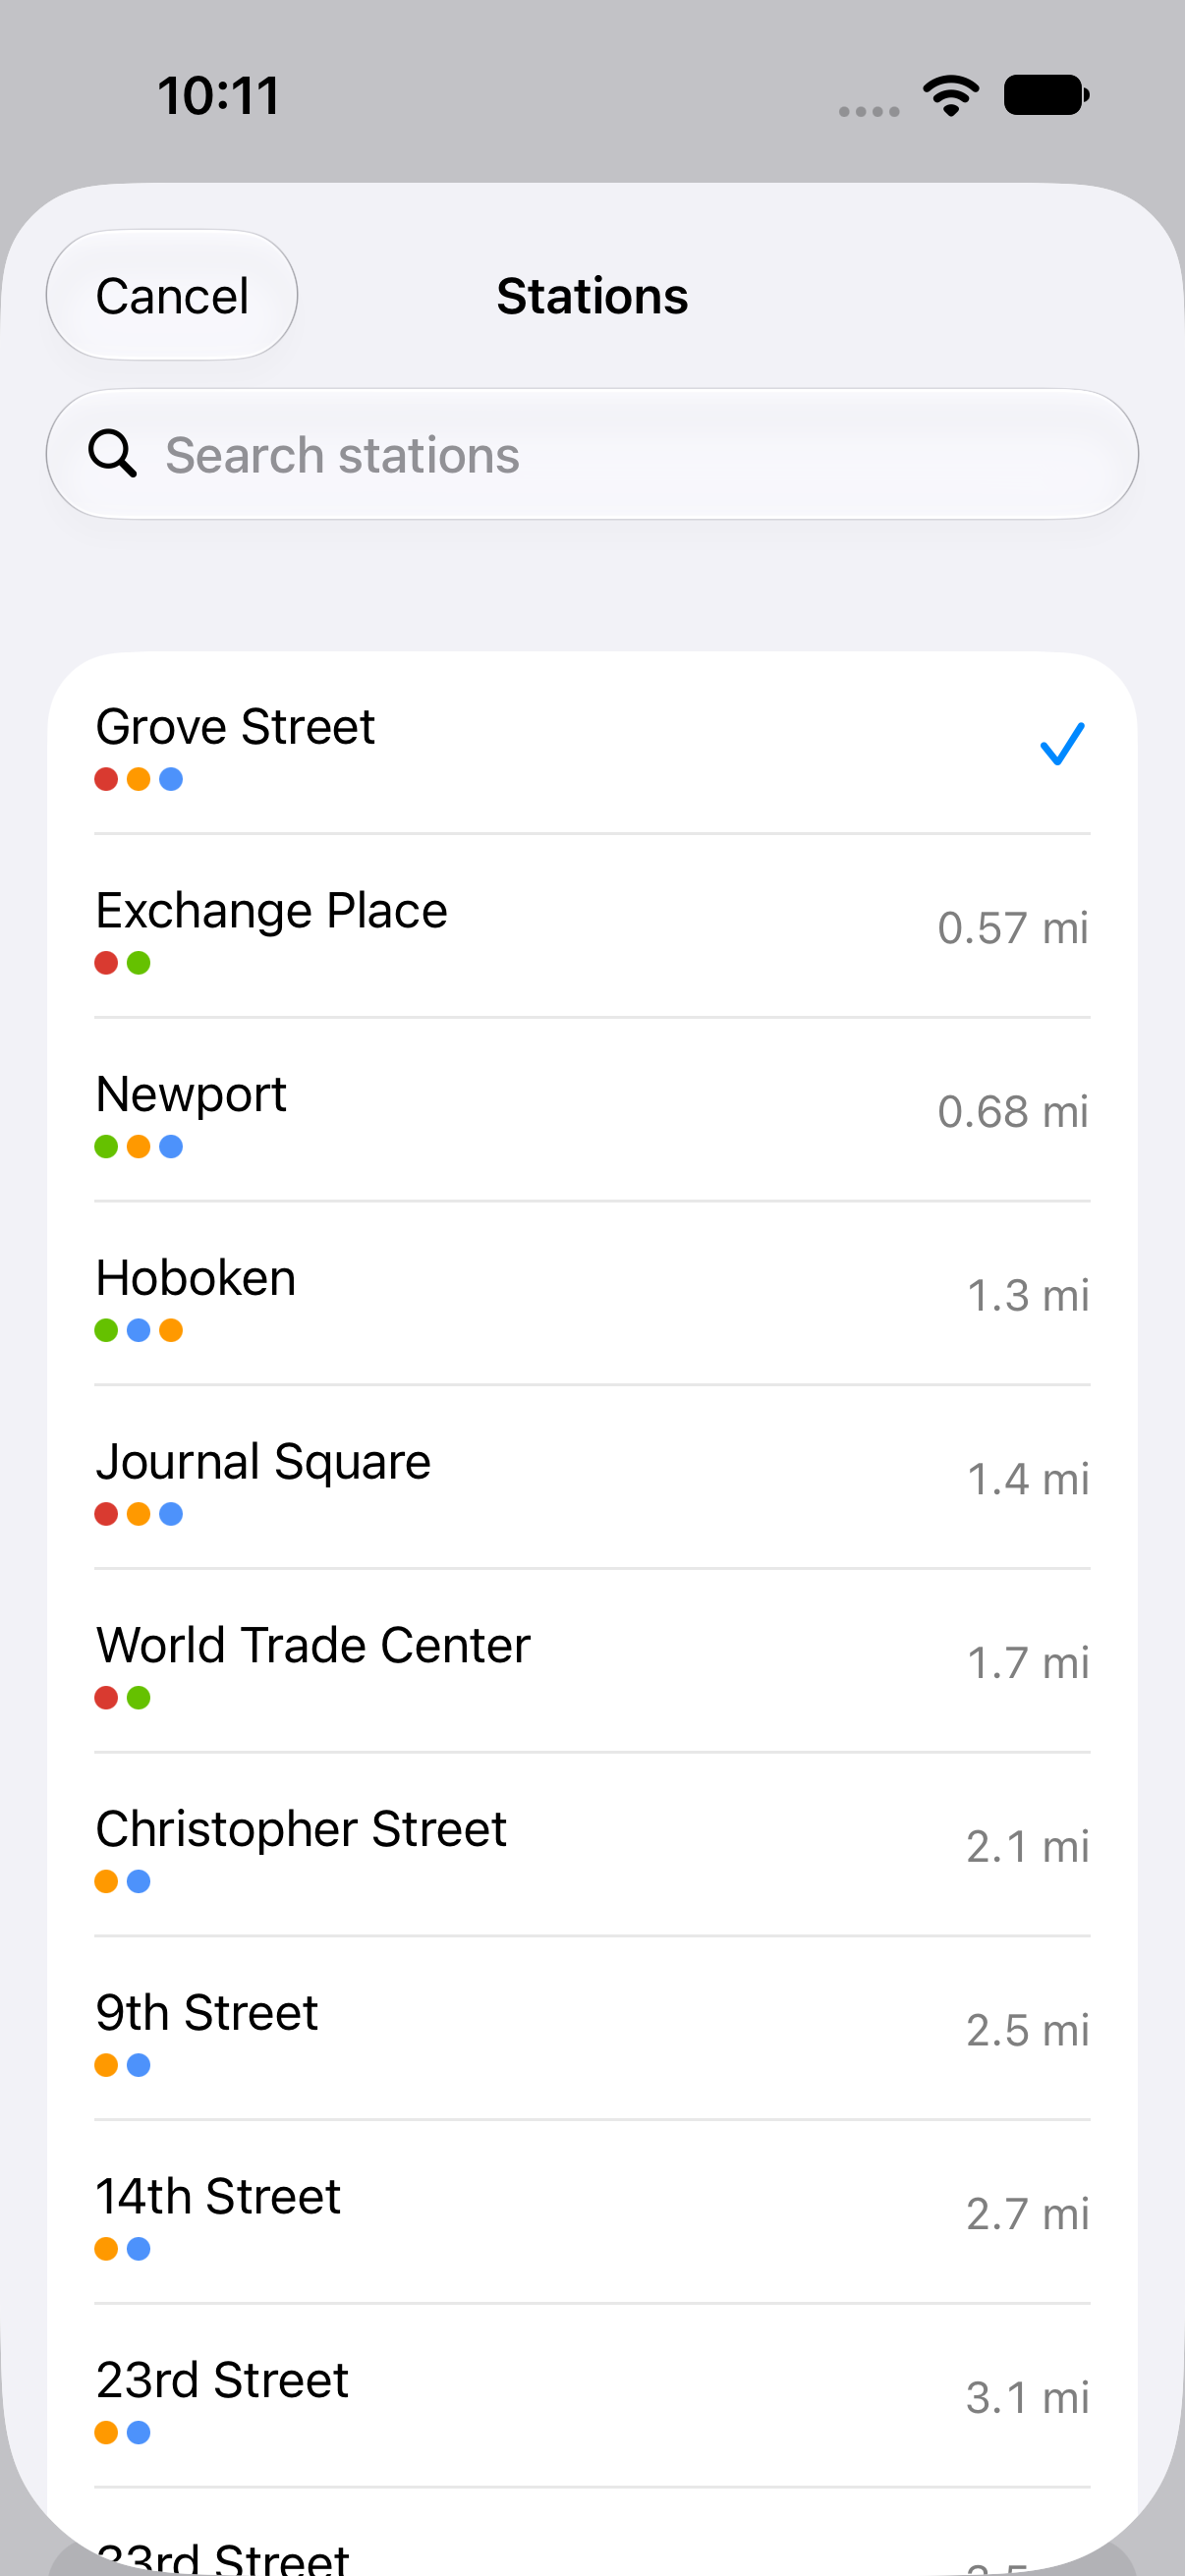 10:11
Cancel
Stations
Search stations
Grove Street
Exchange Place
0.57 mi
Newport
0.68 mi
Hoboken
1.3 mi
Journal Square
1.4 mi
World Trade Center
1.7 mi
Christopher Street
2.1 mi
9th Street
2.5 mi
14th Street
2.7 mi
23rd Street
3.1 mi
33rd Street